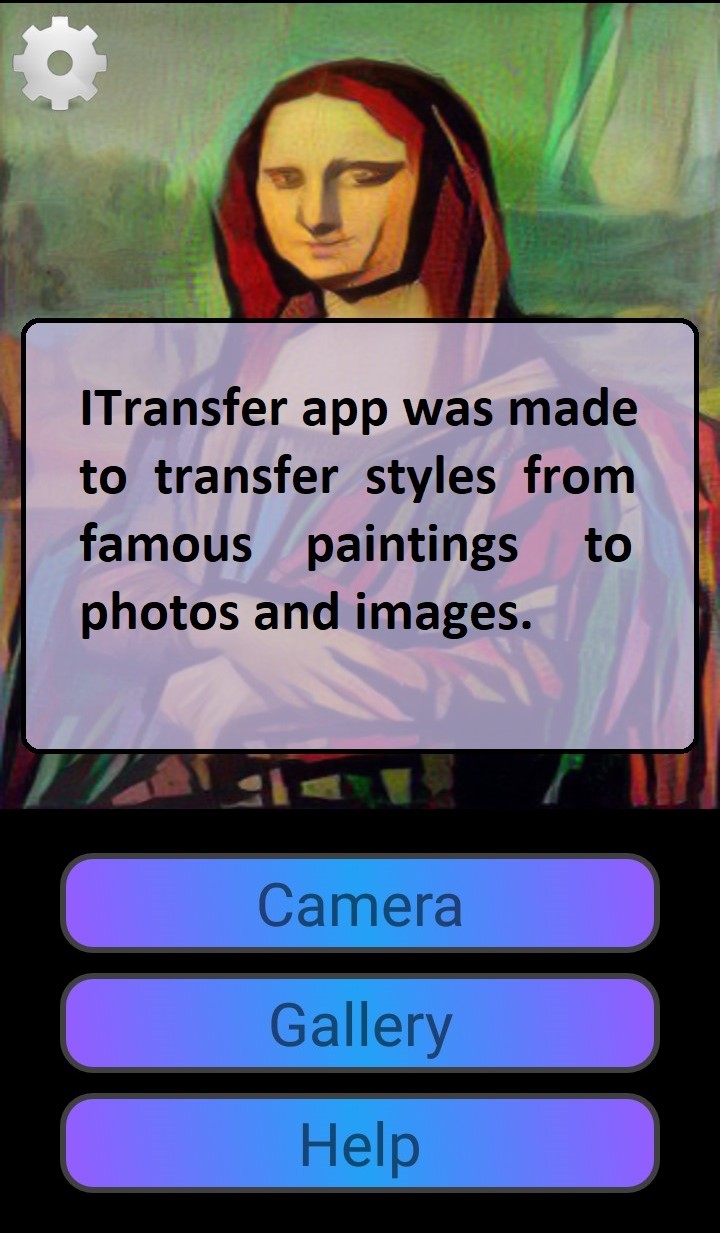 ITransfer app was made
to transfer styles from
famous paintings to
photos and images.
Camera
Gallery
Help